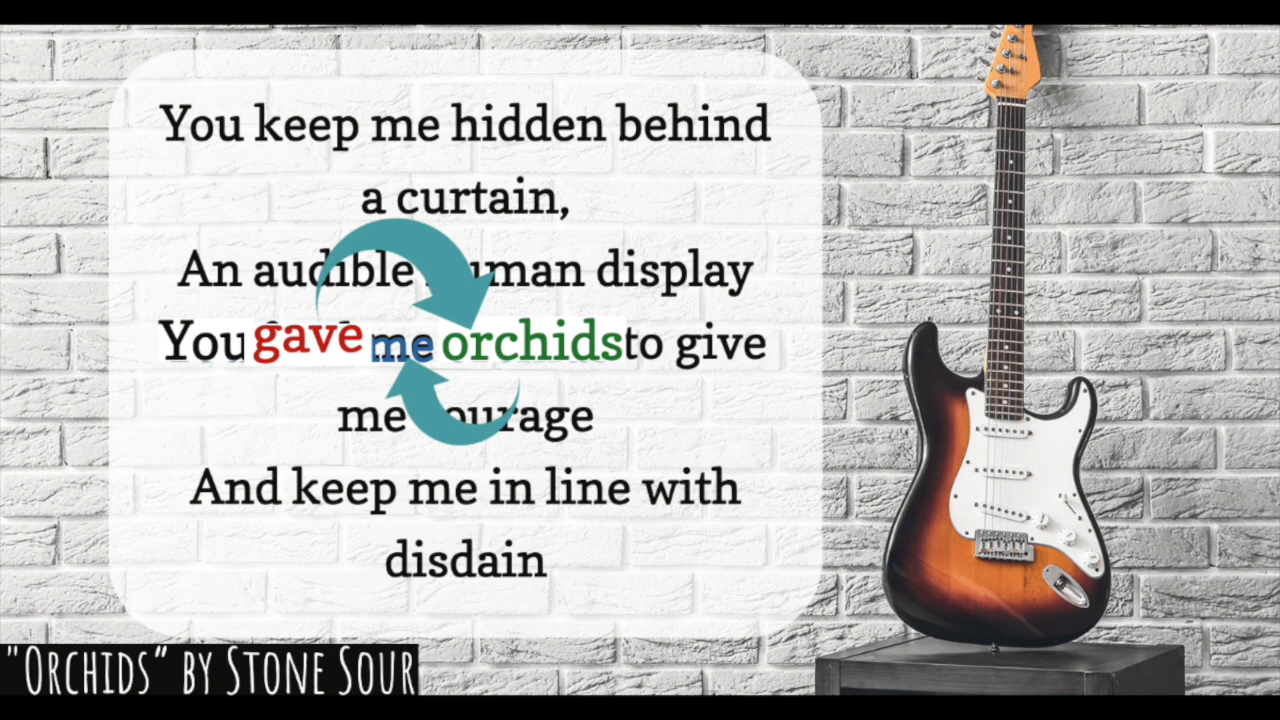 You keep me hidden behind
a curtain,
An audible human display
You gave me orchids to give
me courage
And keep me in line with
disdain
"Orchids" by Stone Sour